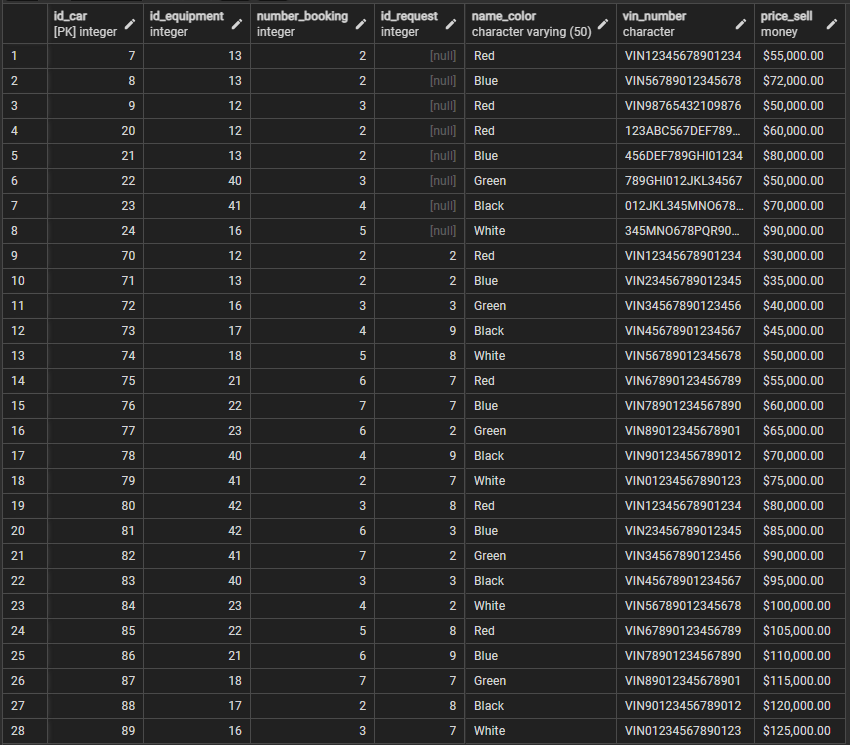 id_car id_equipment number_booking id_request name_color vin_number price_sell
[PK] integer integer integer integer character varying (50) character money
1 7 13 2 [null] Red VIN12345678901234 $55,000.00
2 8 13 2 [null] Blue VIN56789012345678 $72,000.00
3 9 12 3 [null] Red VIN98765432109876 $50,000.00
4 20 12 2 [null] Red 123ABC567DEF789... $60,000.00
5 21 13 2 [null] Blue 456DEF789GHI01234 $80,000.00
6 22 40 3 [null] Green 789GHI012JKL34567 $50,000.00
7 23 41 4 [null] Black 012JKL345MNO678... $70,000.00
8 24 16 5 [null] White 345MNO678PQR90... $90,000.00
9 70 12 2 2 Red VIN12345678901234 $30,000.00
10 71 13 2 2 Blue VIN23456789012345 $35,000.00
11 72 16 3 3 Green VIN34567890123456 $40,000.00
12 73 17 4 9 Black VIN45678901234567 $45,000.00
13 74 18 5 8 White VIN56789012345678 $50,000.00
14 75 21 6 7 Red VIN67890123456789 $55,000.00
15 76 22 7 7 Blue VIN78901234567890 $60,000.00
16 77 23 6 2 Green VIN89012345678901 $65,000.00
17 78 40 4 9 Black VIN90123456789012 $70,000.00
18 79 41 2 7 White VIN01234567890123 $75,000.00
19 80 42 3 8 Red VIN12345678901234 $80,000.00
20 81 42 6 3 Blue VIN23456789012345 $85,000.00
21 82 41 7 2 Green VIN34567890123456 $90,000.00
22 83 40 3 3 Black VIN45678901234567 $95,000.00
23 84 23 4 2 White VIN56789012345678 $100,000.00
24 85 22 5 8 Red VIN67890123456789 $105,000.00
25 86 21 6 9 Blue VIN78901234567890 $110,000.00
26 87 18 7 7 Green VIN89012345678901 $115,000.00
27 88 17 2 8 Black VIN90123456789012 $120,000.00
28 89 16 3 7 White VIN01234567890123 $125,000.00